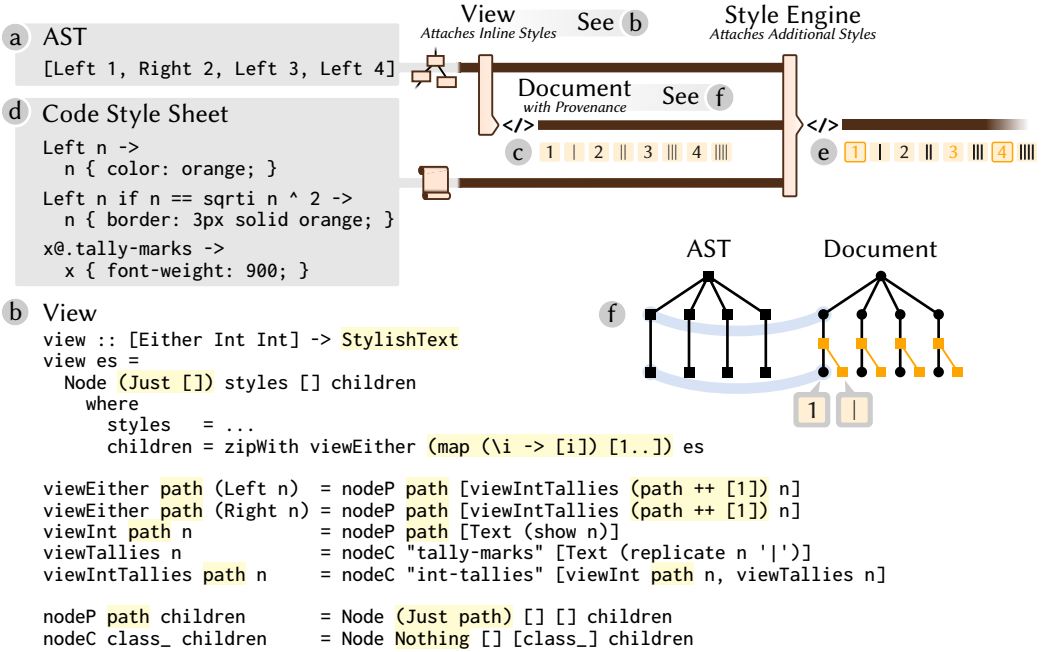 a AST
[Left 1, Right 2, Left 3, Left 4]
View
Attaches Inline Styles
See b
Style Engine
Attaches Additional Styles
Document
with Provenance
See f
</>
</>
c 1 | 2 || 3 ||| 4 ||||
e 1 | 2 || 3 ||| 4 ||||
d Code Style Sheet
Left n ->
  n { color: orange; }
Left n if n == sqrti n ^ 2 ->
  n { border: 3px solid orange; }
x@.tally-marks ->
  x { font-weight: 900; }
AST
Document
f
1
|
b View
view :: [Either Int Int] -> StylishText
view es =
  Node (Just []) styles [] children
    where
      styles   = ...
      children = zipWith viewEither (map (\i -> [i]) [1..]) es
viewEither path (Left n)  = nodeP path [viewIntTallies (path ++ [1]) n]
viewEither path (Right n) = nodeP path [viewIntTallies (path ++ [1]) n]
viewInt path n            = nodeP path [Text (show n)]
viewTallies n             = nodeC "tally-marks" [Text (replicate n '|')]
viewIntTallies path n     = nodeC "int-tallies" [viewInt path n, viewTallies n]
nodeP path children       = Node (Just path) [] [] children
nodeC class_ children     = Node Nothing [] [class_] children